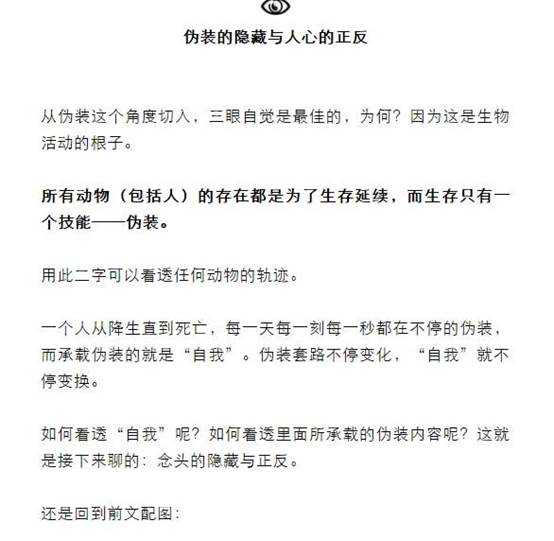 伪装的隐藏与人心的正反
从伪装这个角度切入，三眼自觉是最佳的，为何？因为这是生物
活动的根子。
所有动物（包括人）的存在都是为了生存延续，而生存只有一
个技能——伪装。
用此二字可以看透任何动物的轨迹。
一个人从降生直到死亡，每一天每一刻每一秒都在不停的伪装，
而承载伪装的就是“自我”。伪装套路不停变化，“自我”就不
停变换。
如何看透“自我”呢？如何看透里面所承载的伪装内容呢？这就
是接下来聊的：念头的隐藏与正反。
还是回到前文配图：